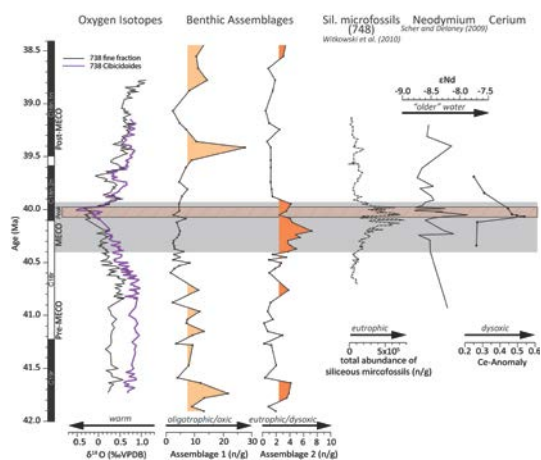 Oxygen Isotopes
Benthic Assemblages
Sil. microfossils
(748)
Witkowski et al. (2010)
Neodymium
Scher and Delaney (2009)
Cerium
738 fine fraction
738 Cibicidoides
εNd
-9.0 -8.5 -8.0 -7.5
"older" water
Age (Ma)
38.5
39.0
39.5
40.0
40.5
41.0
41.5
42.0
Post-MECO
MECO
Pre-MECO
eutrophic
0 5x10⁶
total abundance of
siliceous mircofossils
(n/g)
dysoxic
0.2 0.3 0.4 0.5 0.6
Ce-Anomaly
warm
0.5 0 0.5 1.0
δ¹⁸O (‰VPDB)
oligotrophic/oxic
0 10 20 30
Assemblage 1 (n/g)
eutrophic/dysoxic
0 2 4 6 8 10
Assemblage 2 (n/g)